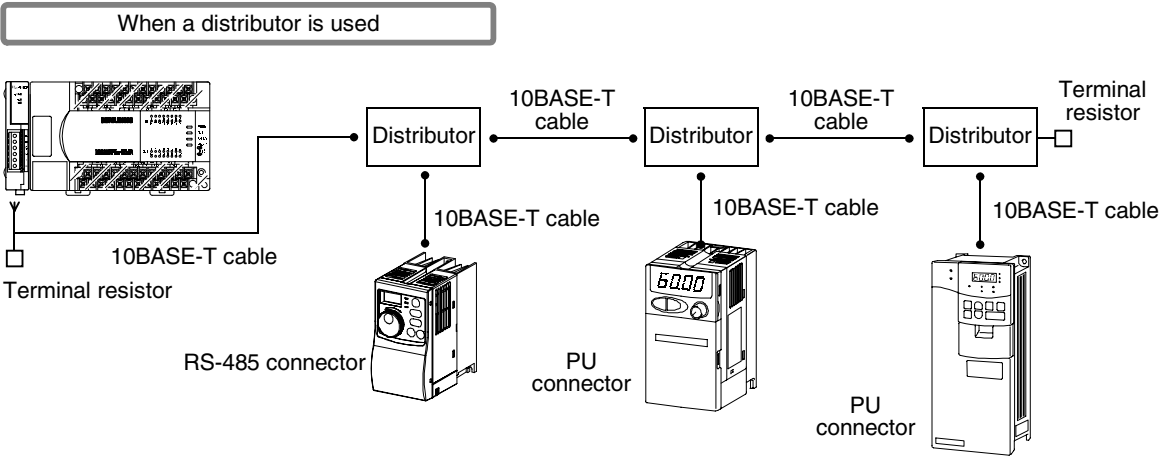 When a distributor is used
10BASE-T
cable
10BASE-T
cable
Terminal
resistor
Distributor
Distributor
Distributor
10BASE-T cable
10BASE-T cable
10BASE-T cable
10BASE-T cable
Terminal resistor
60.00
RS-485 connector
PU
connector
PU
connector